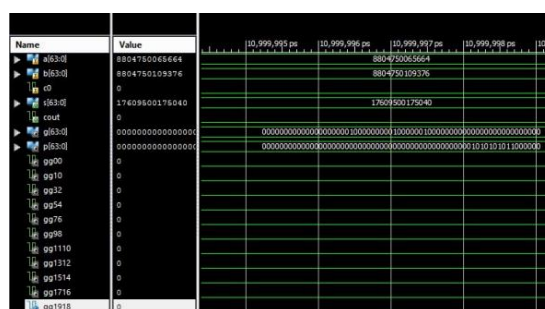 Name Value 10,999,995 ps 10,999,996 ps 10,999,997 ps 10,999,998 ps
a[63:0] 8804750065664 8804750065664
b[63:0] 8804750109376 8804750109376
c0 0
s[63:0] 17609500175040 17609500175040
cout 0
g[63:0]
p[63:0]
gg00 0
gg10 0
gg32 0
gg54 0
gg76 0
gg98 0
gg1110 0
gg1312 0
gg1514 0
gg1716 0
gg1918 0